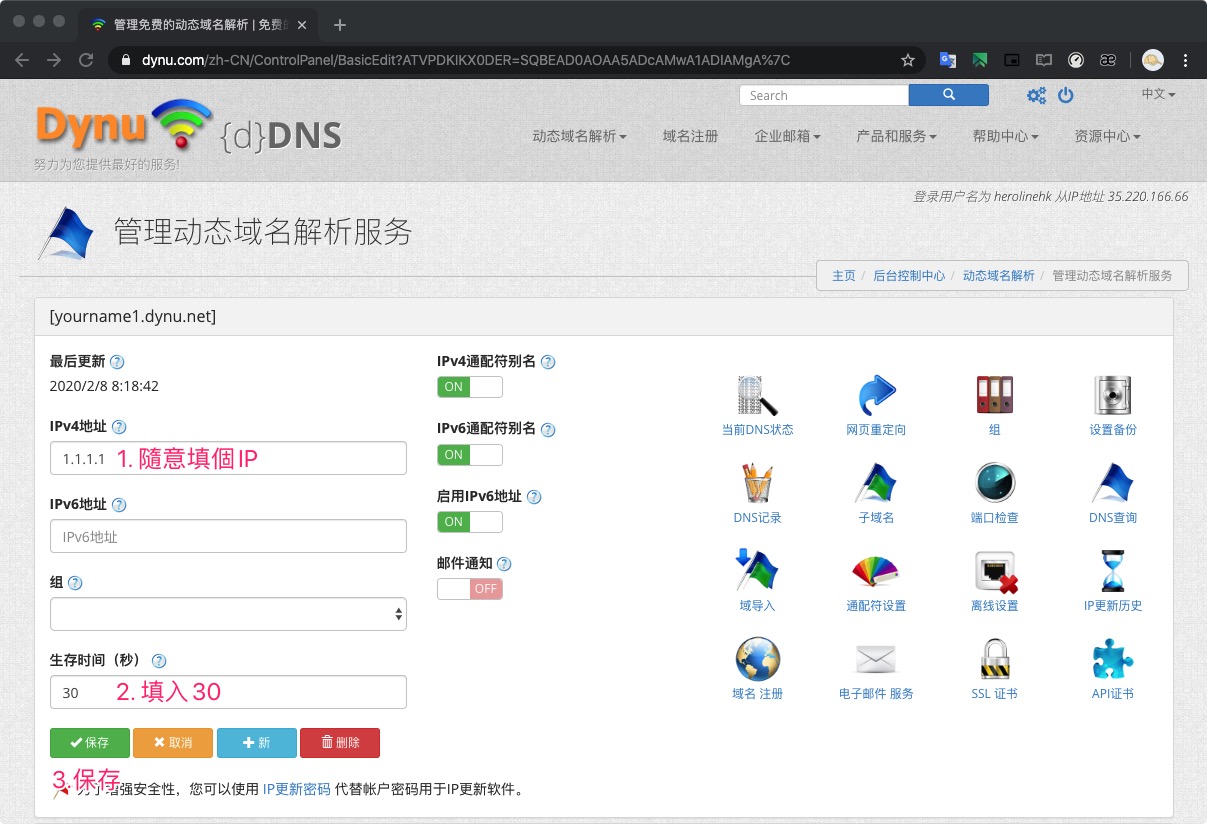 管理免费的动态域名解析 | 免费的
dynu.com/zh-CN/ControlPanel/BasicEdit?ATVPDKIKX0DER=SQBEAD0AOAA5ADcAMwA1ADIAMgA%7C
Search
中文
Dynu {d}DNS
努力为您提供最好的服务!
动态域名解析 域名注册 企业邮箱 产品和服务 帮助中心 资源中心
登录用户名为 herolinehk 从IP地址 35.220.166.66
管理动态域名解析服务
主页 / 后台控制中心 / 动态域名解析 / 管理动态域名解析服务
[yourname1.dynu.net]
最后更新
2020/2/8 8:18:42
IPv4地址
1.1.1.1 1. 隨意填個IP
IPv6地址
IPv6地址
组
生存时间（秒）
30 2. 填入30
保存 取消 新 删除
3.保存
增强安全性，您可以使用 IP更新密码 代替帐户密码用于IP更新软件。
IPv4通配符别名
ON
IPv6通配符别名
ON
启用IPv6地址
ON
邮件通知
OFF
当前DNS状态 网页重定向 组 设置备份
DNS记录 子域名 端口检查 DNS查询
域导入 通配符设置 离线设置 IP更新历史
域名 注册 电子邮件 服务 SSL 证书 API证书